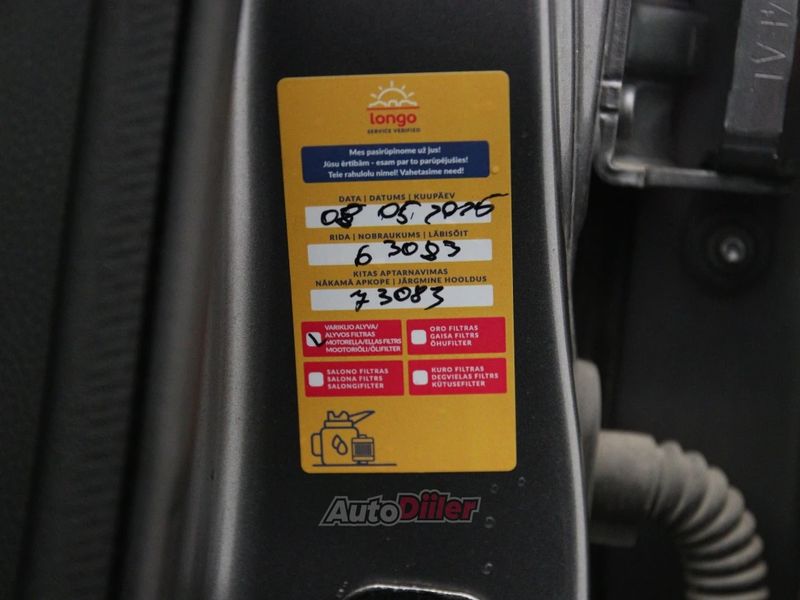 longo
SERVICE VERIFIED
Mes pasirūpinome už jus!
Jūsu ērtībām - esam par to parūpējušies!
Teie rahulolu nimel! Vahetasime need!
DATA | DATUMS | KUUPÄEV
08 05. 2026
RIDA | NOBRAUKUMS | LÄBISÕIT
63083
KITAS APTARNAVIMAS
NĀKAMĀ APKOPE | JÄRGMINE HOOLDUS
73083
VARIKLIO ALYVA/
ALYVOS FILTRAS
MOTOREĻĻA/EĻĻAS FILTRS
MOOTORIÕLI/ÕLIFILTER
ORO FILTRAS
GAISA FILTRS
ÕHUFILTER
SALONO FILTRAS
SALONA FILTRS
SALONGIFILTER
KURO FILTRAS
DEGVIELAS FILTRS
KÜTUSEFILTER
AutoDiiler